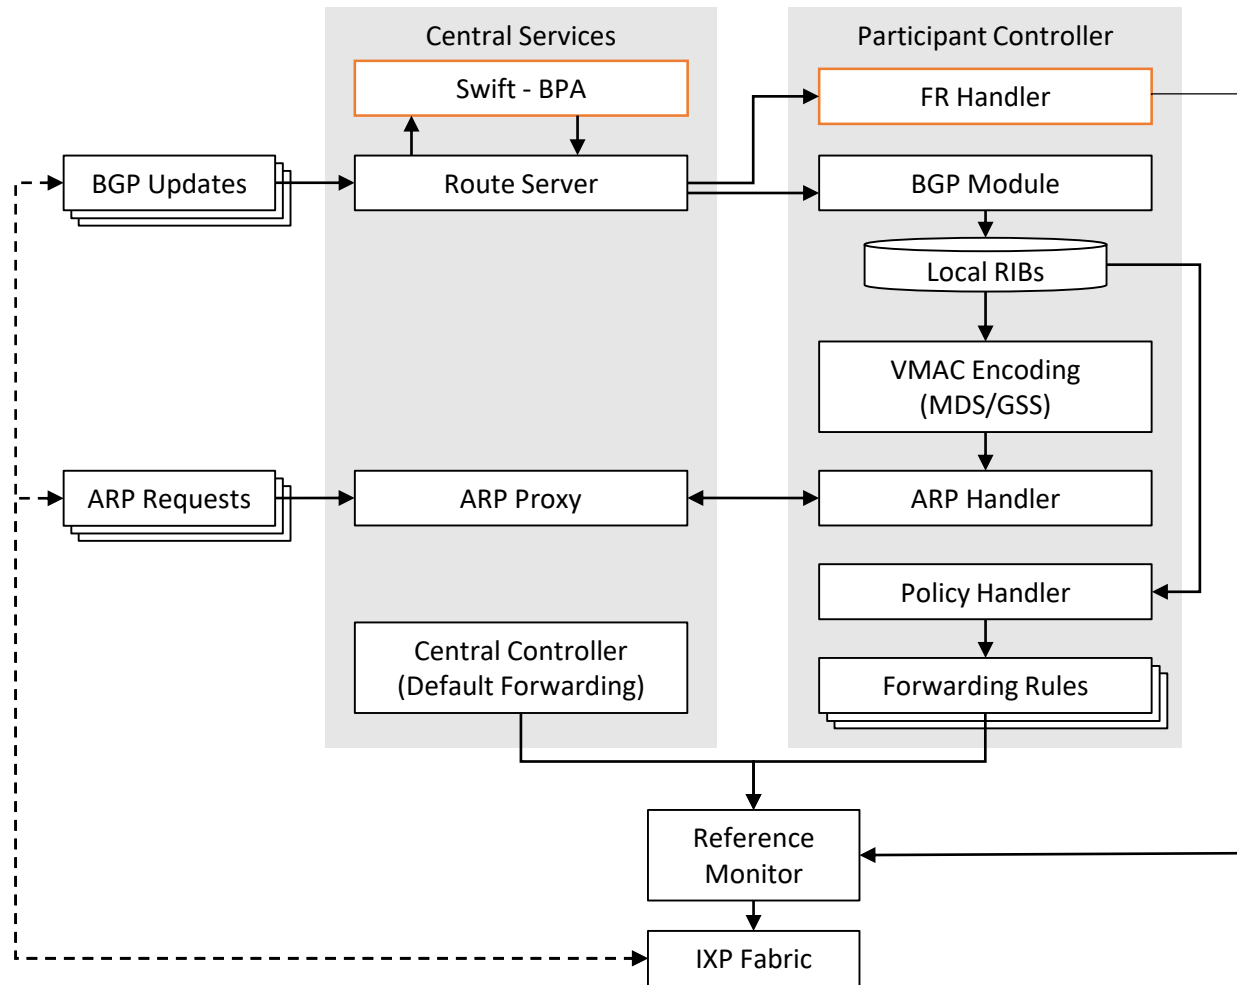 Central Services
Participant Controller
Swift - BPA
FR Handler
BGP Updates
Route Server
BGP Module
Local RIBs
VMAC Encoding
(MDS/GSS)
ARP Requests
ARP Proxy
ARP Handler
Policy Handler
Central Controller
(Default Forwarding)
Forwarding Rules
Reference
Monitor
IXP Fabric